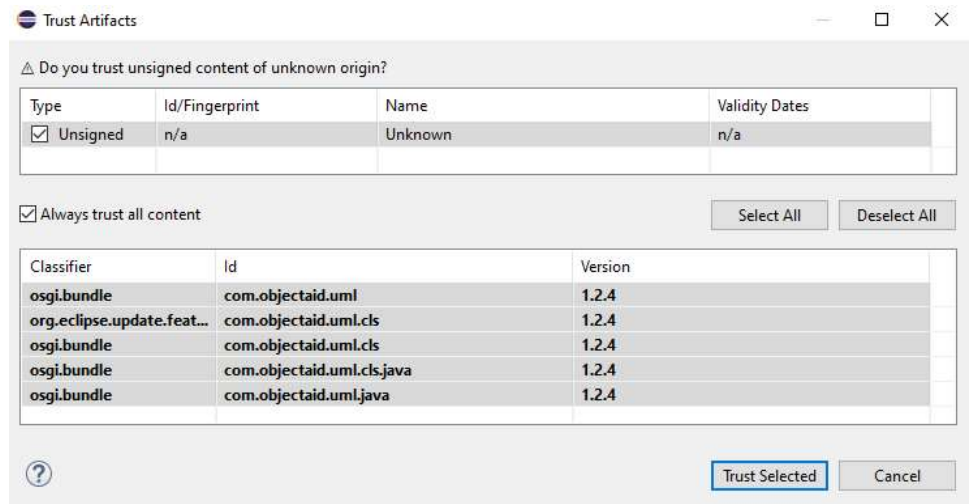 Trust Artifacts
Do you trust unsigned content of unknown origin?
Type Id/Fingerprint Name Validity Dates
Unsigned n/a Unknown n/a
Always trust all content Select All Deselect All
Classifier Id Version
osgi.bundle com.objectaid.uml 1.2.4
org.eclipse.update.feat... com.objectaid.uml.cls 1.2.4
osgi.bundle com.objectaid.uml.cls 1.2.4
osgi.bundle com.objectaid.uml.cls.java 1.2.4
osgi.bundle com.objectaid.uml.java 1.2.4
? Trust Selected Cancel